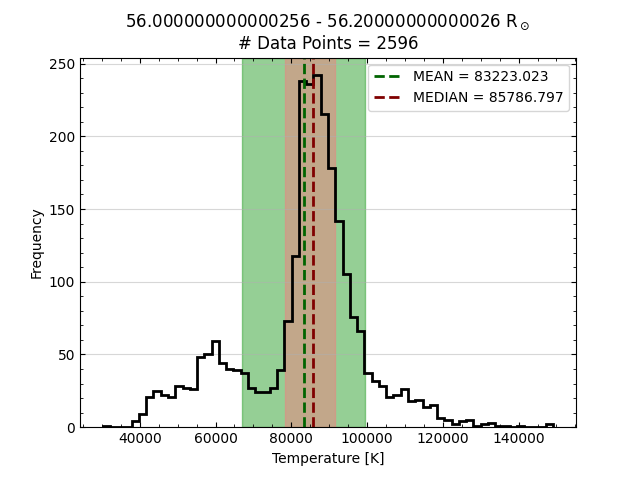 56.000000000000256 - 56.20000000000026 R⊙
# Data Points = 2596
250
200
150
100
50
0
Frequency
MEAN = 83223.023
MEDIAN = 85786.797
40000 60000 80000 100000 120000 140000
Temperature [K]